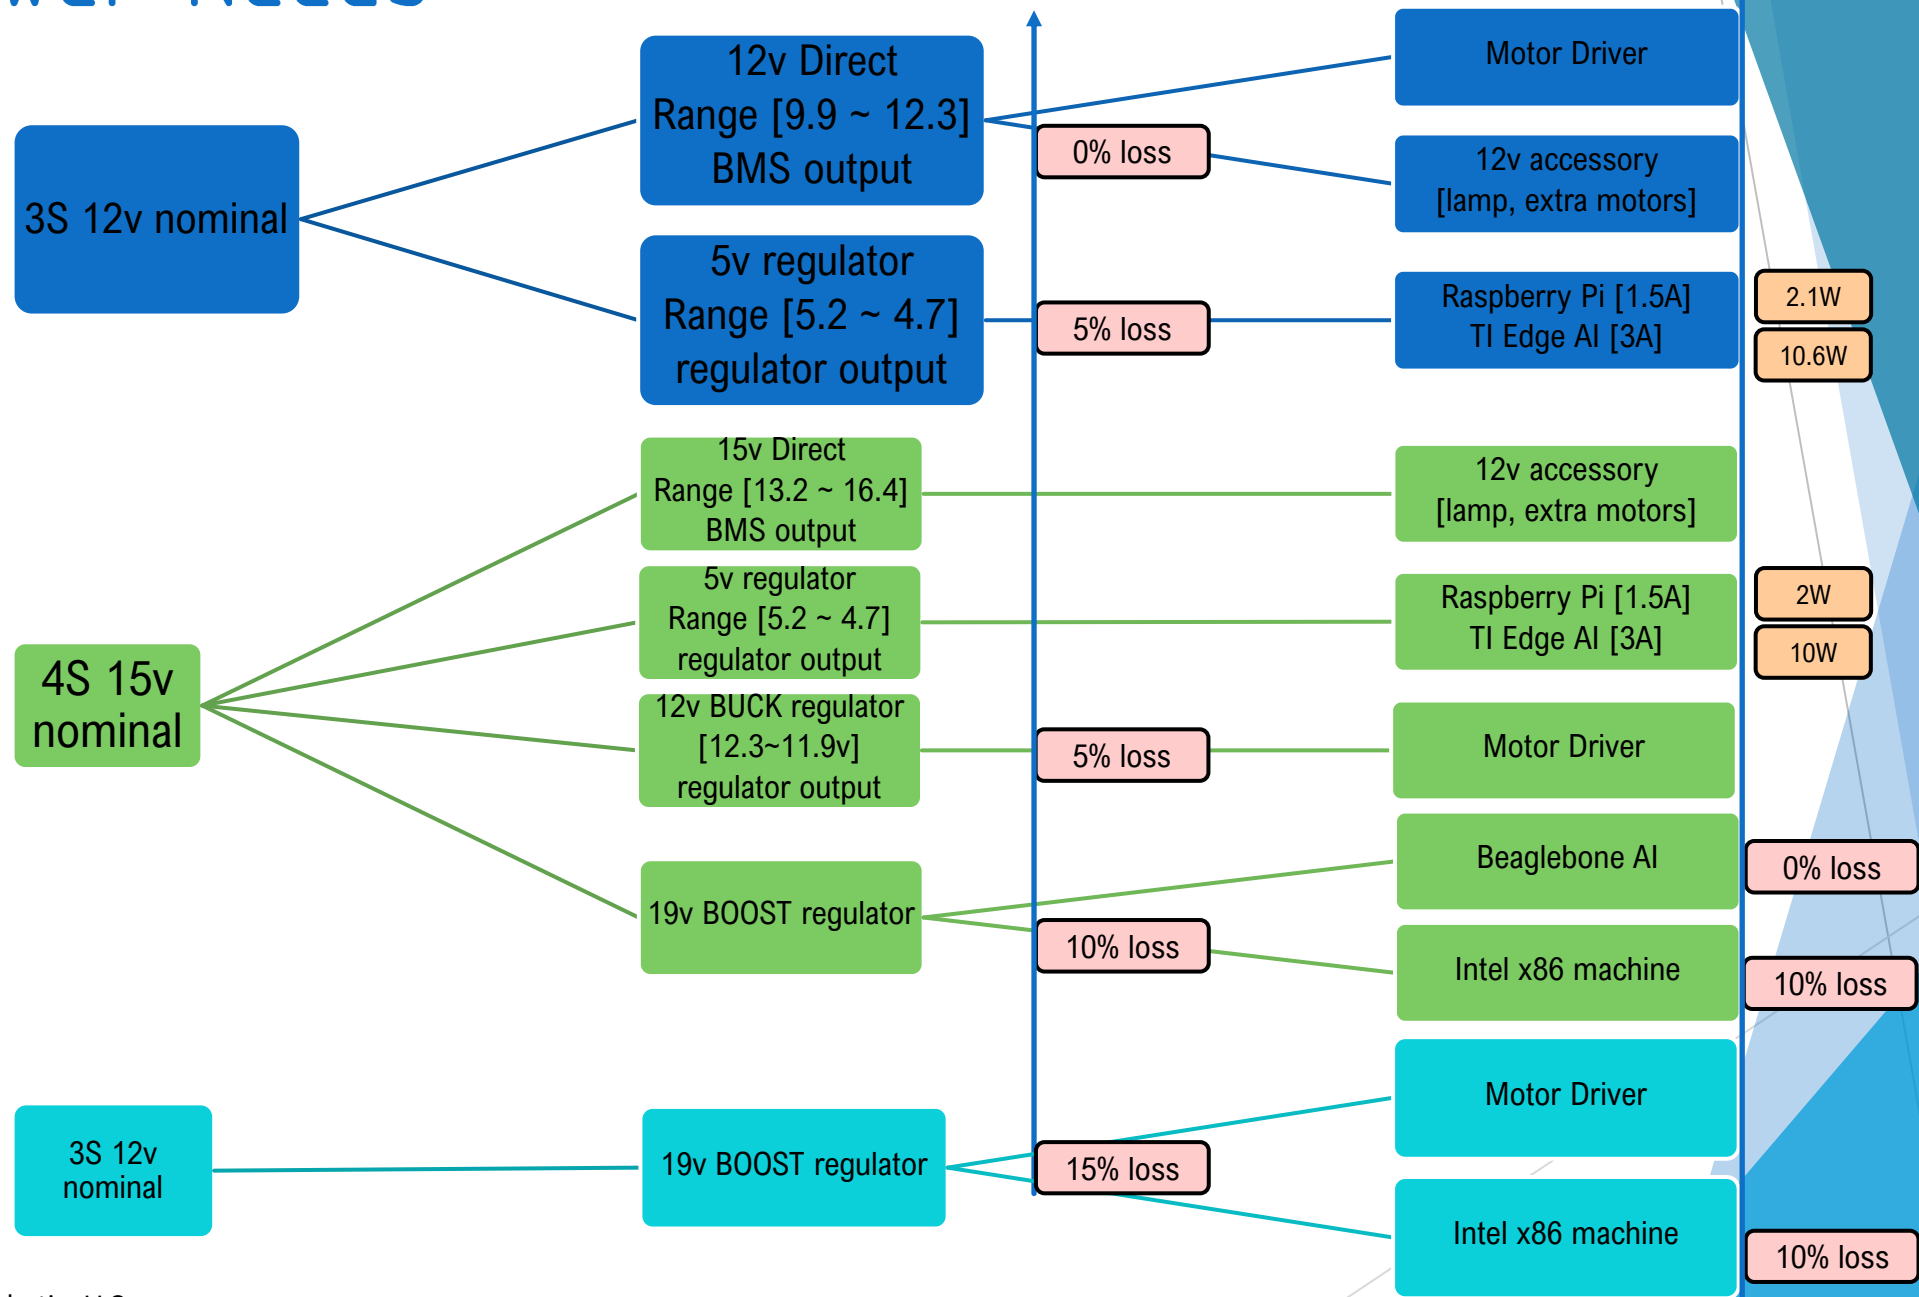 3S 12v nominal
12v Direct
Range [9.9 ~ 12.3]
BMS output
0% loss
Motor Driver
12v accessory
[lamp, extra motors]
5v regulator
Range [5.2 ~ 4.7]
regulator output
5% loss
Raspberry Pi [1.5A]
TI Edge AI [3A]
2.1W
10.6W
4S 15v
nominal
15v Direct
Range [13.2 ~ 16.4]
BMS output
12v accessory
[lamp, extra motors]
5v regulator
Range [5.2 ~ 4.7]
regulator output
Raspberry Pi [1.5A]
TI Edge AI [3A]
2W
10W
12v BUCK regulator
[12.3~11.9v]
regulator output
5% loss
Motor Driver
19v BOOST regulator
10% loss
Beaglebone AI
0% loss
Intel x86 machine
10% loss
3S 12v
nominal
19v BOOST regulator
15% loss
Motor Driver
Intel x86 machine
10% loss